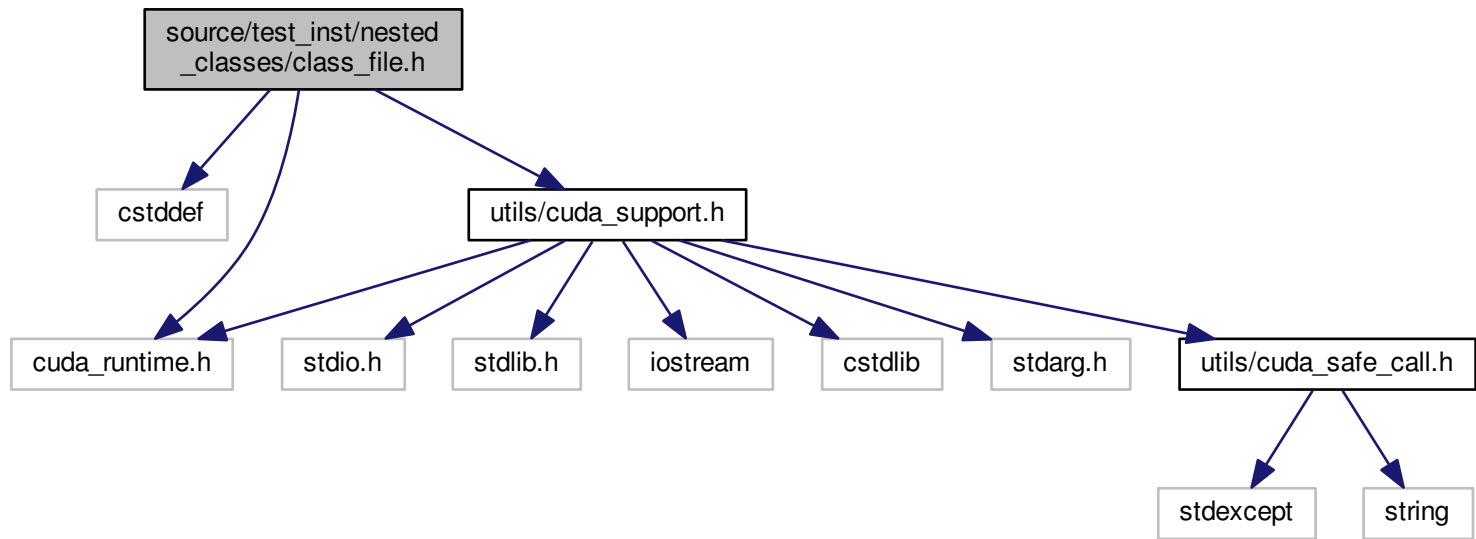 source/test_inst/nested
_classes/class_file.h
cstddef
utils/cuda_support.h
cuda_runtime.h
stdio.h
stdlib.h
iostream
cstdlib
stdarg.h
utils/cuda_safe_call.h
stdexcept
string